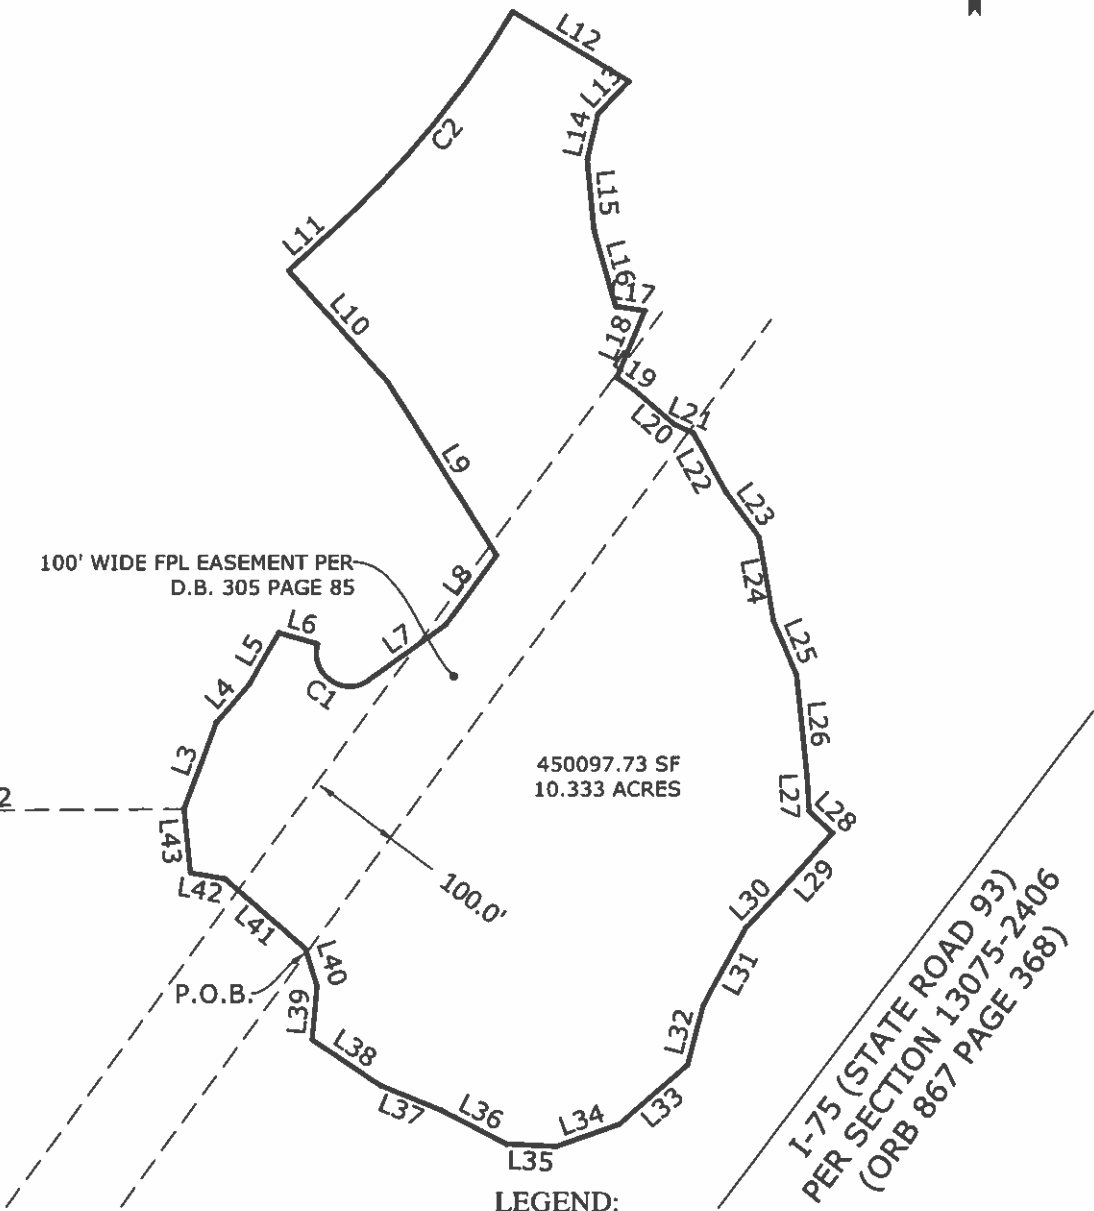 L12
L13
L14
C2
L15
L11
L16
L17
L10
L18
L19
L20
L21
L9
L22
L23
100' WIDE FPL EASEMENT PER
D.B. 305 PAGE 85
L8
L24
L6
L7
L5
L25
C1
L4
L26
L3
450097.73 SF
10.333 ACRES
2
L27
L28
L43
L29
L42
100.0'
L30
L41
L40
P.O.B.
L31
L39
L32
L38
L37
L36
L34
L33
L35
I-75 (STATE ROAD 93)
PER SECTION 13075-2406
(ORB 867 PAGE 368)
LEGEND: